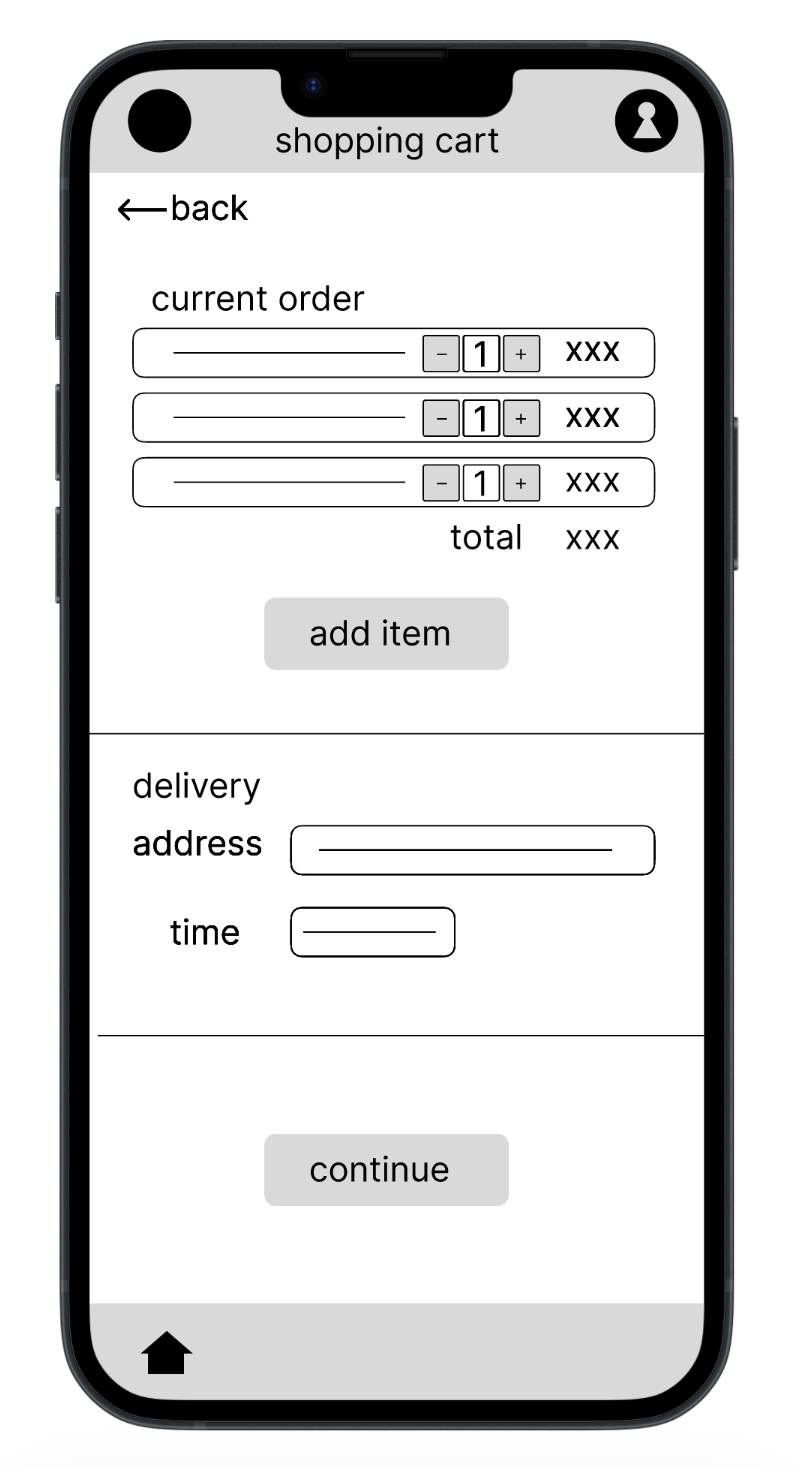 shopping cart
back
current order
− 1 + xxx
− 1 + xxx
− 1 + xxx
total xxx
add item
delivery
address
time
continue